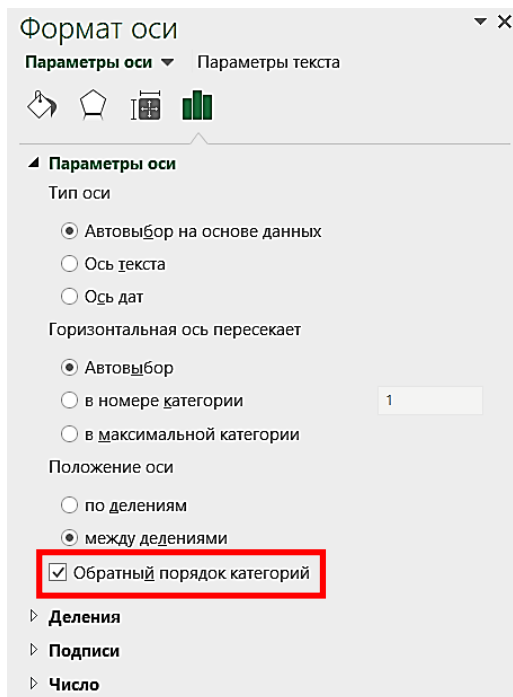 Формат оси
Параметры оси Параметры текста
Параметры оси
Тип оси
Автовыбор на основе данных
Ось текста
Ось дат
Горизонтальная ось пересекает
Автовыбор
в номере категории 1
в максимальной категории
Положение оси
по делениям
между делениями
Обратный порядок категорий
Деления
Подписи
Число